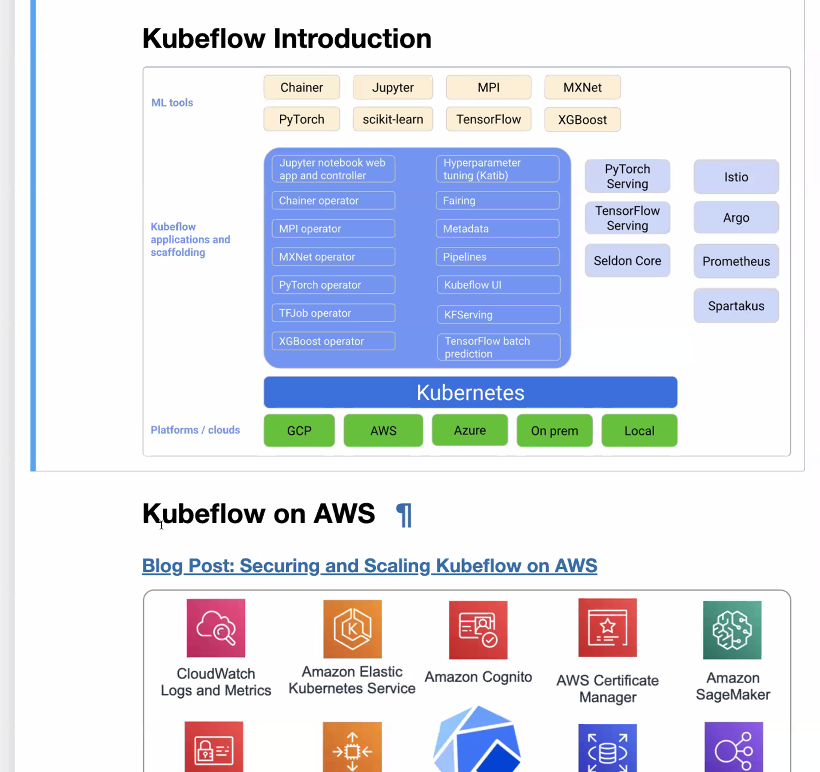 Kubeflow Introduction
ML tools
Chainer
Jupyter
MPI
MXNet
PyTorch
scikit-learn
TensorFlow
XGBoost
Kubeflow
applications and
scaffolding
Jupyter notebook web
app and controller
Chainer operator
MPI operator
MXNet operator
PyTorch operator
TFJob operator
XGBoost operator
Hyperparameter
tuning (Katib)
Fairing
Metadata
Pipelines
Kubeflow UI
KFServing
TensorFlow batch
prediction
PyTorch
Serving
TensorFlow
Serving
Seldon Core
Istio
Argo
Prometheus
Spartakus
Kubernetes
Platforms / clouds
GCP
AWS
Azure
On prem
Local
Kubeflow on AWS ¶
Blog Post: Securing and Scaling Kubeflow on AWS
CloudWatch
Logs and Metrics
Amazon Elastic
Kubernetes Service
Amazon Cognito
AWS Certificate
Manager
Amazon
SageMaker